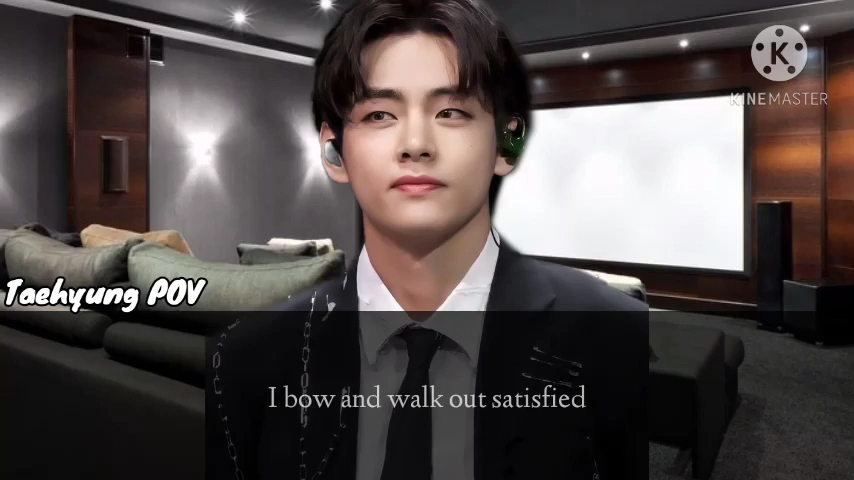 K
KINEMASTER
Taehyung POV
I bow and walk out satisfied